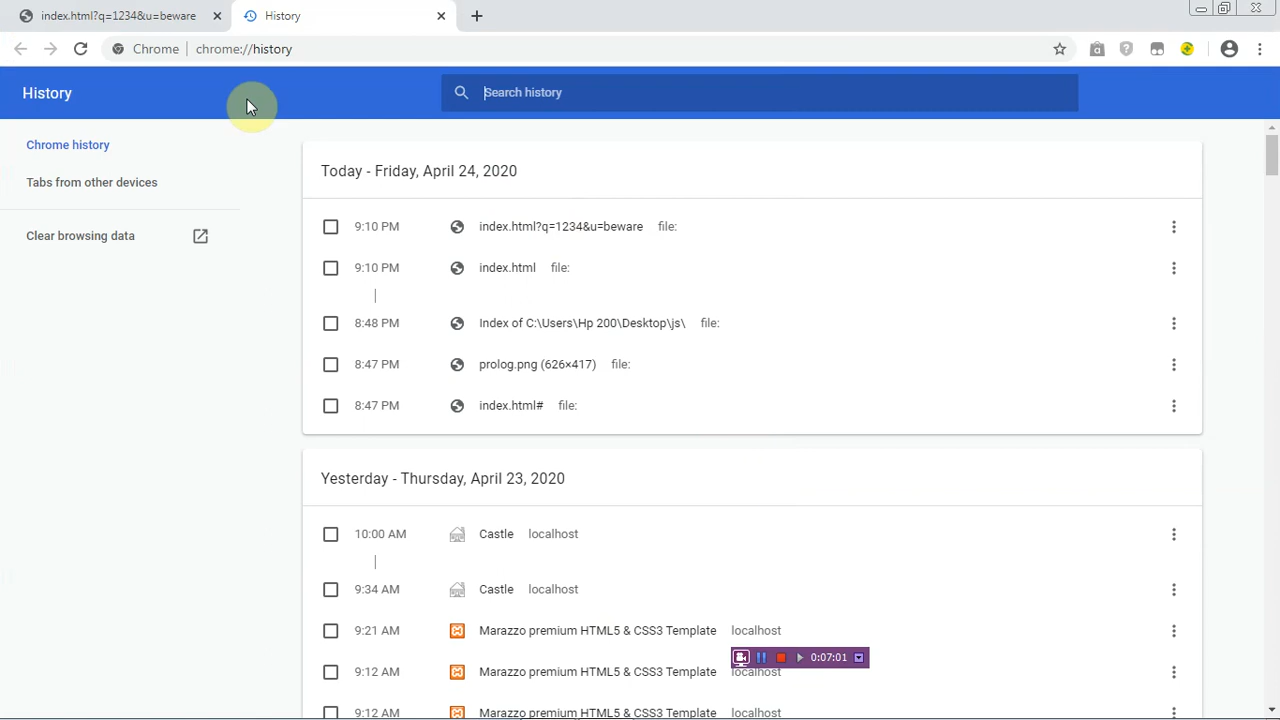 index.html?q=1234&u=beware
History
Chrome
chrome://history
History
Search history
Chrome history
Tabs from other devices
Clear browsing data
Today - Friday, April 24, 2020
9:10 PM index.html?q=1234&u=beware file:
9:10 PM index.html file:
8:48 PM Index of C:\Users\Hp 200\Desktop\js\ file:
8:47 PM prolog.png (626×417) file:
8:47 PM index.html# file:
Yesterday - Thursday, April 23, 2020
10:00 AM Castle localhost
9:34 AM Castle localhost
9:21 AM Marazzo premium HTML5 & CSS3 Template localhost
0:07:01
9:12 AM Marazzo premium HTML5 & CSS3 Template localhost
9:12 AM Marazzo premium HTML5 & CSS3 Template localhost